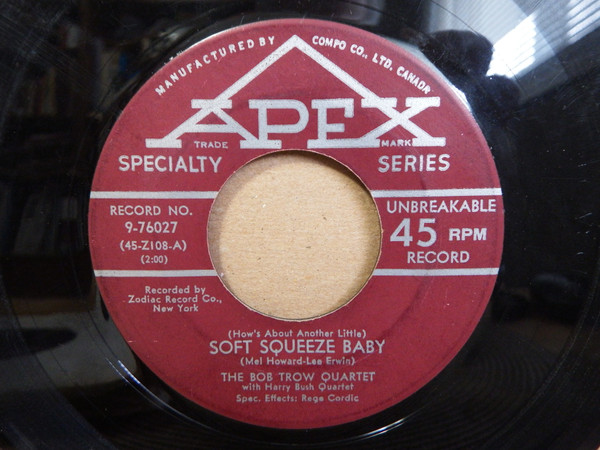 MANUFACTURED BY COMPO CO., LTD. CANADA
APEX
TRADE MARK
SPECIALTY SERIES
RECORD NO.
9-76027
(45-Z108-A)
(2:00)
UNBREAKABLE
45 RPM
RECORD
Recorded by
Zodiac Record Co.,
New York
(How's About Another Little)
SOFT SQUEEZE BABY
(Mel Howard-Lee Erwin)
THE BOB TROW QUARTET
with Harry Bush Quartet
Spec. Effects: Rege Cordic